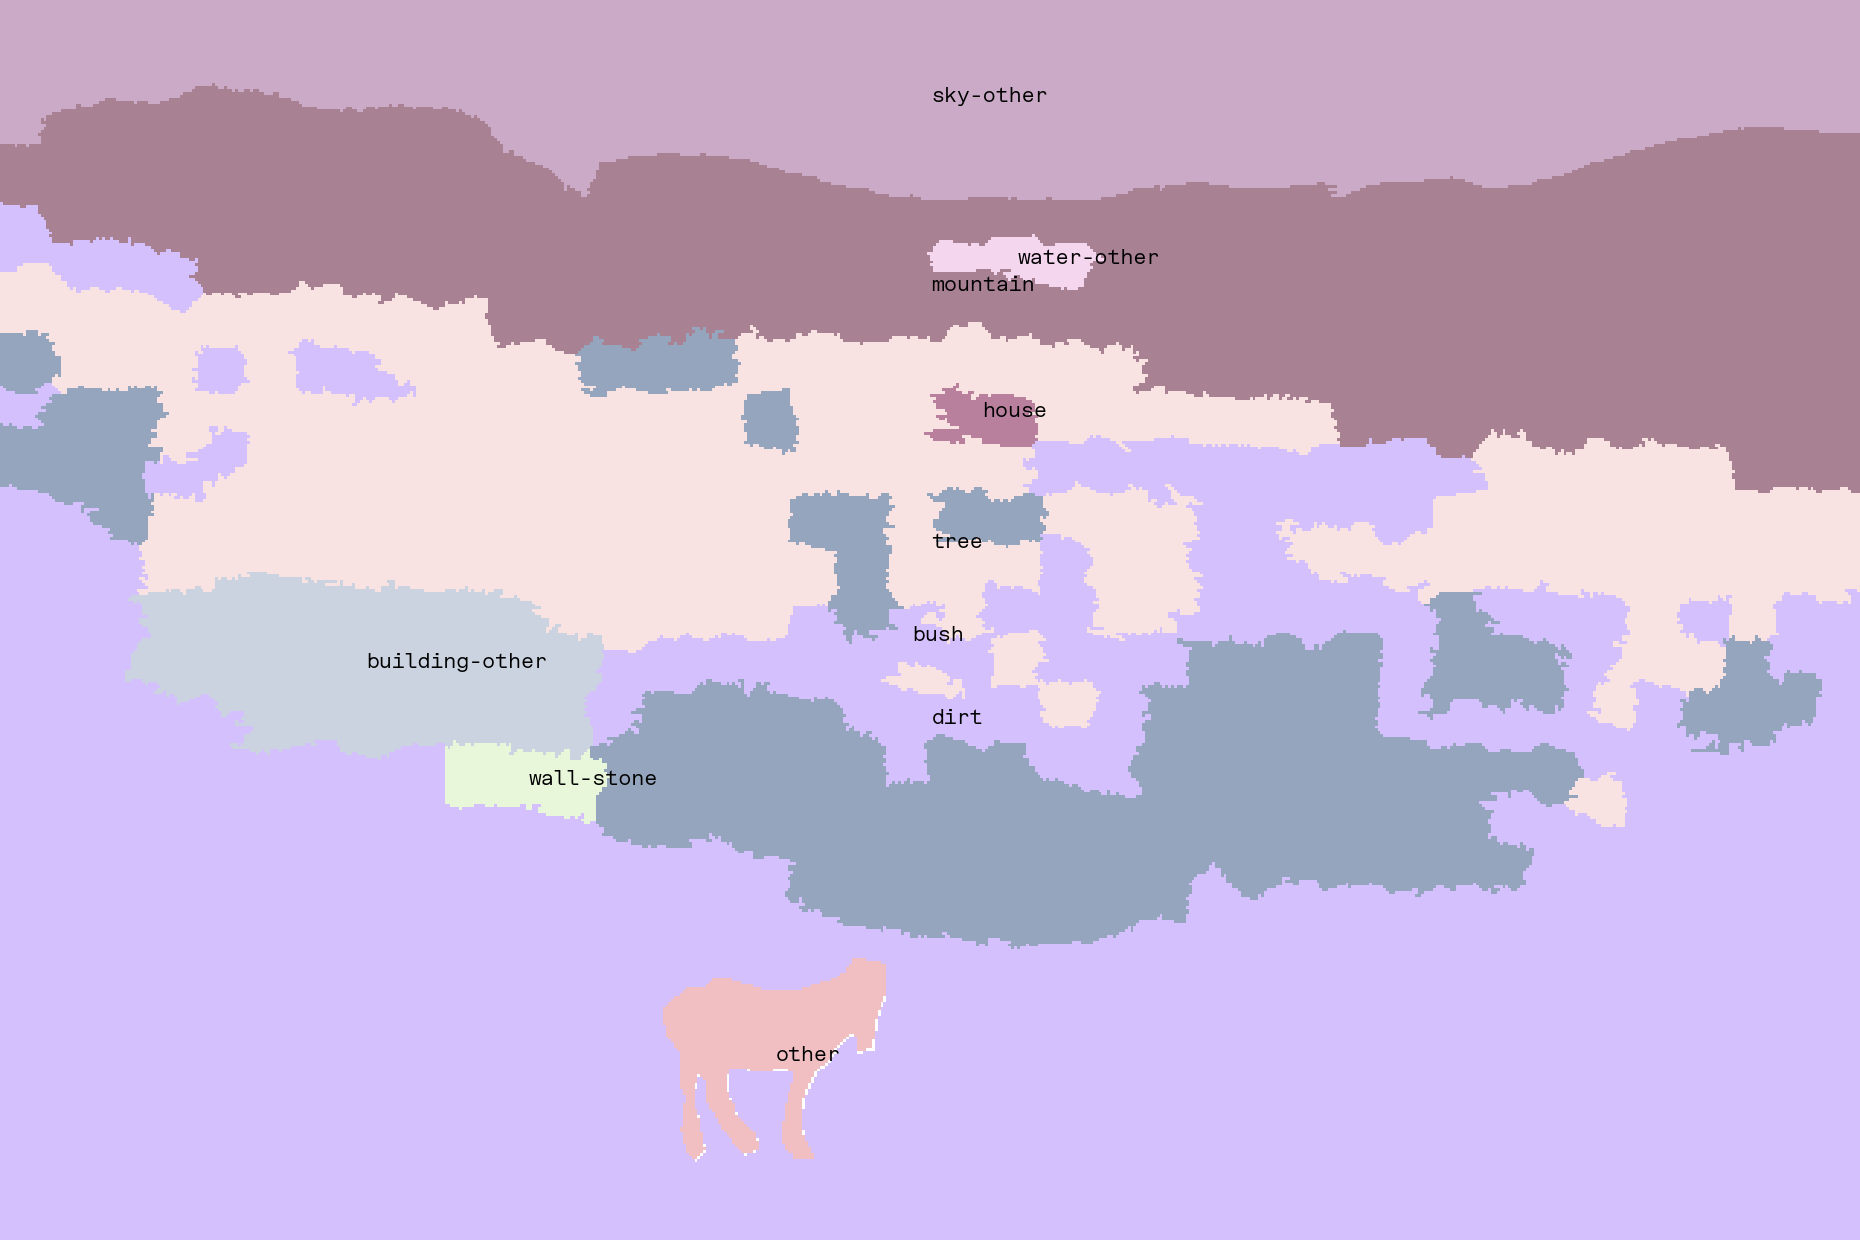 sky-other
water-other
mountain
house
tree
bush
building-other
dirt
wall-stone
other